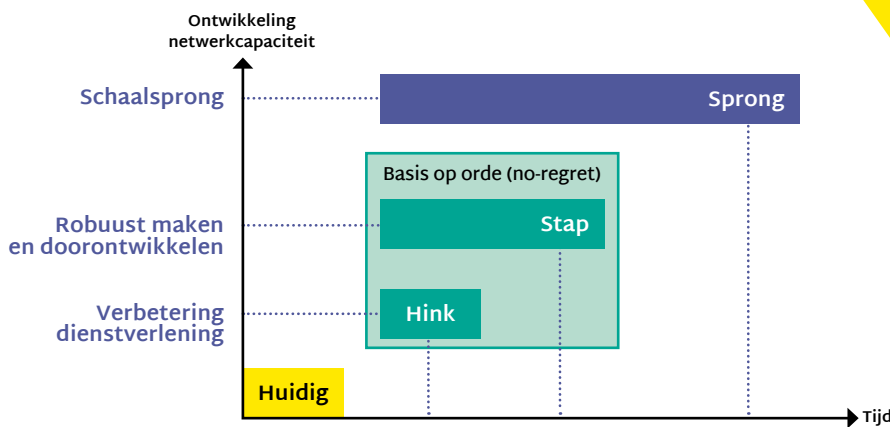 Ontwikkeling
netwerkcapaciteit
Schaalsprong
Sprong
Basis op orde (no-regret)
Robuust maken
en doorontwikkelen
Stap
Verbetering
dienstverlening
Hink
Huidig
Tijd